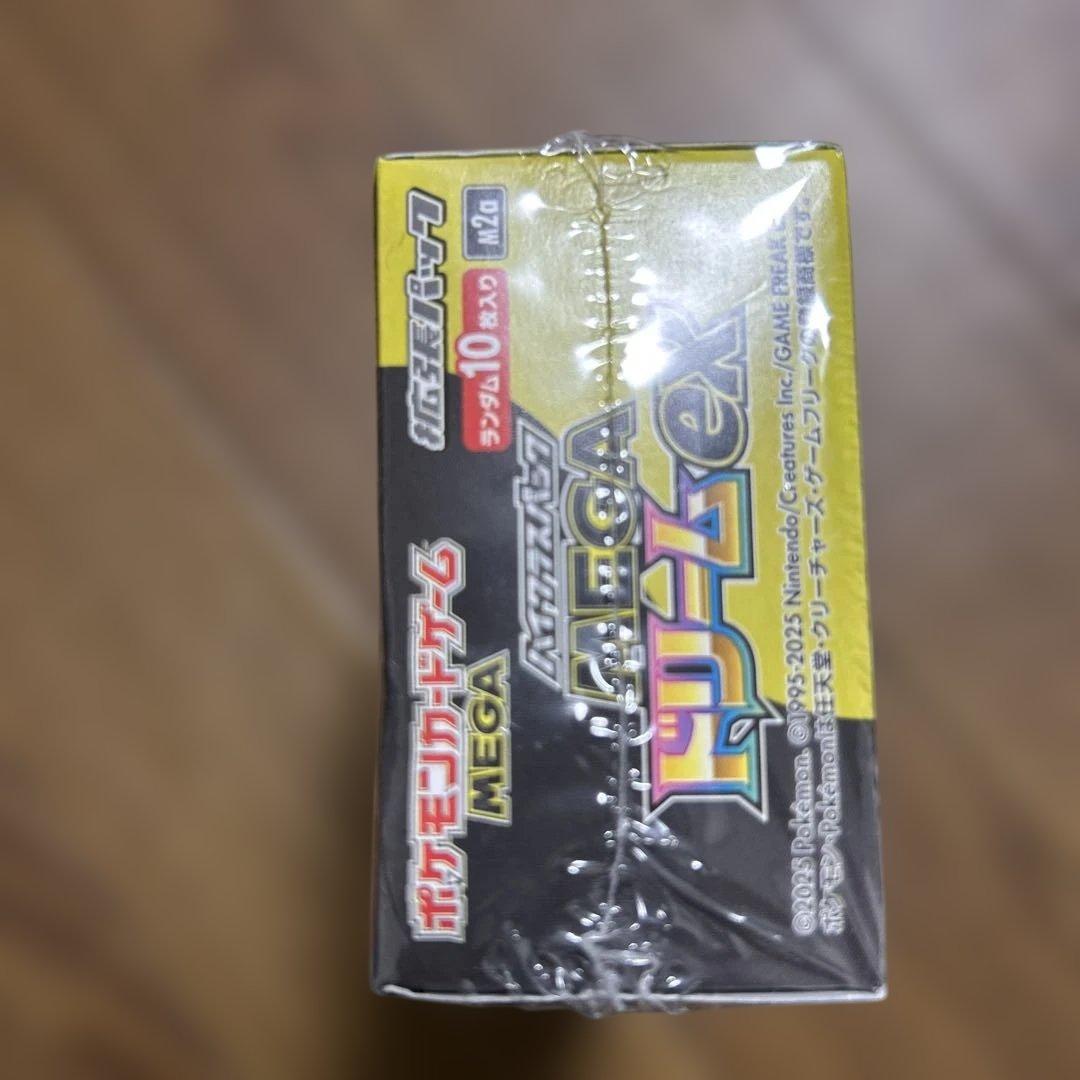 ポケモンカードゲーム
MEGA
拡張パック
ランダム10枚入り
M2a
ハイクラスパック
MEGA
ドリームex
©2025 Pokémon. ©1995-2025 Nintendo/Creatures Inc./GAME FREAK
ポケモン・Pokémonは任天堂・クリーチャーズ・ゲームフリークの登録商標です。